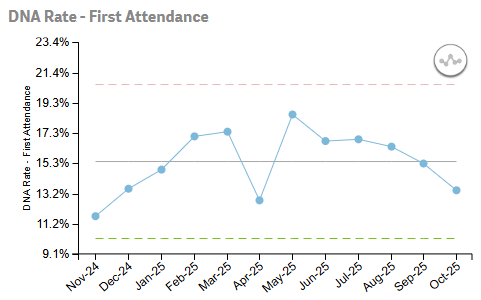 DNA Rate - First Attendance
23.4%
21.4%
19.3%
17.3%
15.3%
13.2%
11.2%
9.1%
DNA Rate - First Attendance
Nov-24
Dec-24
Jan-25
Feb-25
Mar-25
Apr-25
May-25
Jun-25
Jul-25
Aug-25
Sep-25
Oct-25